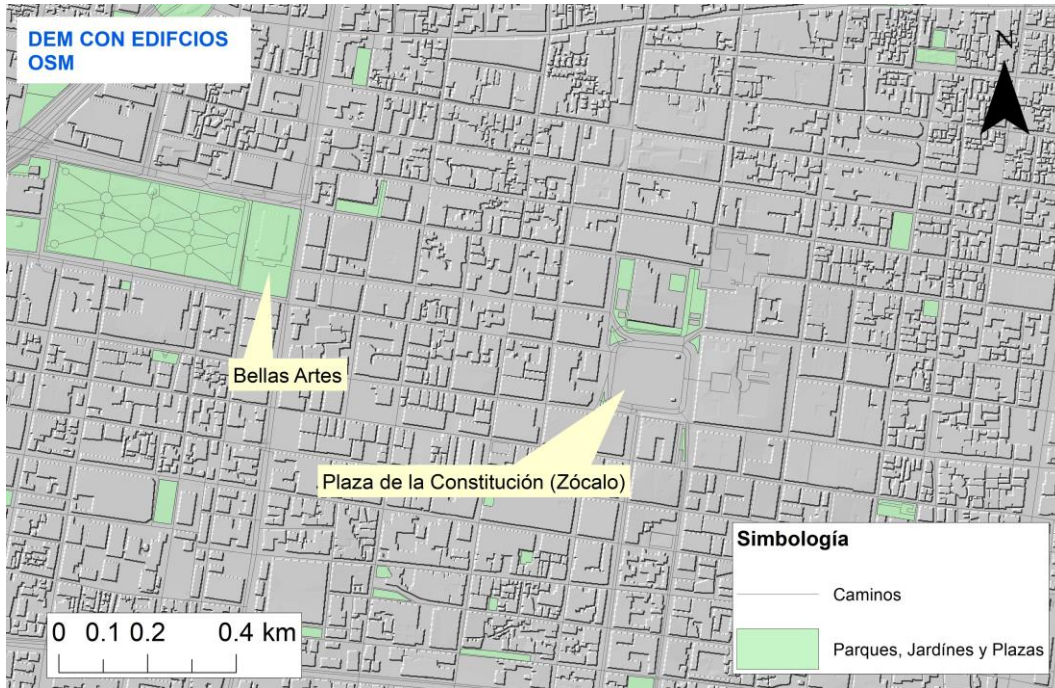 DEM CON EDIFCIOS
OSM
N
Bellas Artes
Plaza de la Constitución (Zócalo)
Simbología
Caminos
Parques, Jardínes y Plazas
0 0.1 0.2 0.4 km